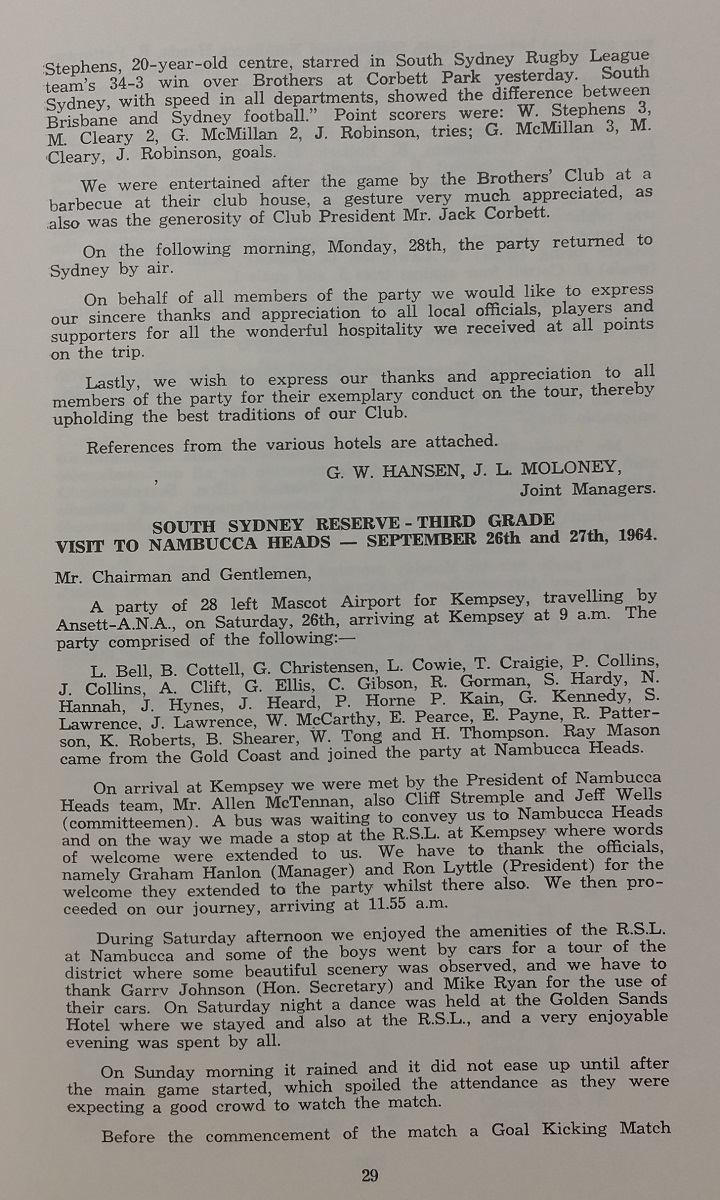 Stephens, 20-year-old centre, starred in South Sydney Rugby League
team's 34-3 win over Brothers at Corbett Park yesterday. South
Sydney, with speed in all departments, showed the difference between
Brisbane and Sydney football." Point scorers were: W. Stephens 3,
M. Cleary 2, G. McMillan 2, J. Robinson, tries; G. McMillan 3, M.
Cleary, J. Robinson, goals.
We were entertained after the game by the Brothers' Club at a
barbecue at their club house, a gesture very much appreciated, as
also was the generosity of Club President Mr. Jack Corbett.
On the following morning, Monday, 28th, the party returned to
Sydney by air.
On behalf of all members of the party we would like to express
our sincere thanks and appreciation to all local officials, players and
supporters for all the wonderful hospitality we received at all points
on the trip.
Lastly, we wish to express our thanks and appreciation to all
members of the party for their exemplary conduct on the tour, thereby
upholding the best traditions of our Club.
References from the various hotels are attached.
G. W. HANSEN, J. L. MOLONEY,
Joint Managers.
SOUTH SYDNEY RESERVE - THIRD GRADE
VISIT TO NAMBUCCA HEADS — SEPTEMBER 26th and 27th, 1964.
Mr. Chairman and Gentlemen,
A party of 28 left Mascot Airport for Kempsey, travelling by
Ansett-A.N.A., on Saturday, 26th, arriving at Kempsey at 9 a.m. The
party comprised of the following:—
L. Bell, B. Cottell, G. Christensen, L. Cowie, T. Craigie, P. Collins,
J. Collins, A. Clift, G. Ellis, C. Gibson, R. Gorman, S. Hardy, N.
Hannah, J. Hynes, J. Heard, P. Horne P. Kain, G. Kennedy, S.
Lawrence, J. Lawrence, W. McCarthy, E. Pearce, E. Payne, R. Patter-
son, K. Roberts, B. Shearer, W. Tong and H. Thompson. Ray Mason
came from the Gold Coast and joined the party at Nambucca Heads.
On arrival at Kempsey we were met by the President of Nambucca
Heads team, Mr. Allen McTennan, also Cliff Stremple and Jeff Wells
(committeemen). A bus was waiting to convey us to Nambucca Heads
and on the way we made a stop at the R.S.L. at Kempsey where words
of welcome were extended to us. We have to thank the officials,
namely Graham Hanlon (Manager) and Ron Lyttle (President) for the
welcome they extended to the party whilst there also. We then pro-
ceeded on our journey, arriving at 11.55 a.m.
During Saturday afternoon we enjoyed the amenities of the R.S.L.
at Nambucca and some of the boys went by cars for a tour of the
district where some beautiful scenery was observed, and we have to
thank Garrv Johnson (Hon. Secretary) and Mike Ryan for the use of
their cars. On Saturday night a dance was held at the Golden Sands
Hotel where we stayed and also at the R.S.L., and a very enjoyable
evening was spent by all.
On Sunday morning it rained and it did not ease up until after
the main game started, which spoiled the attendance as they were
expecting a good crowd to watch the match.
Before the commencement of the match a Goal Kicking Match
29